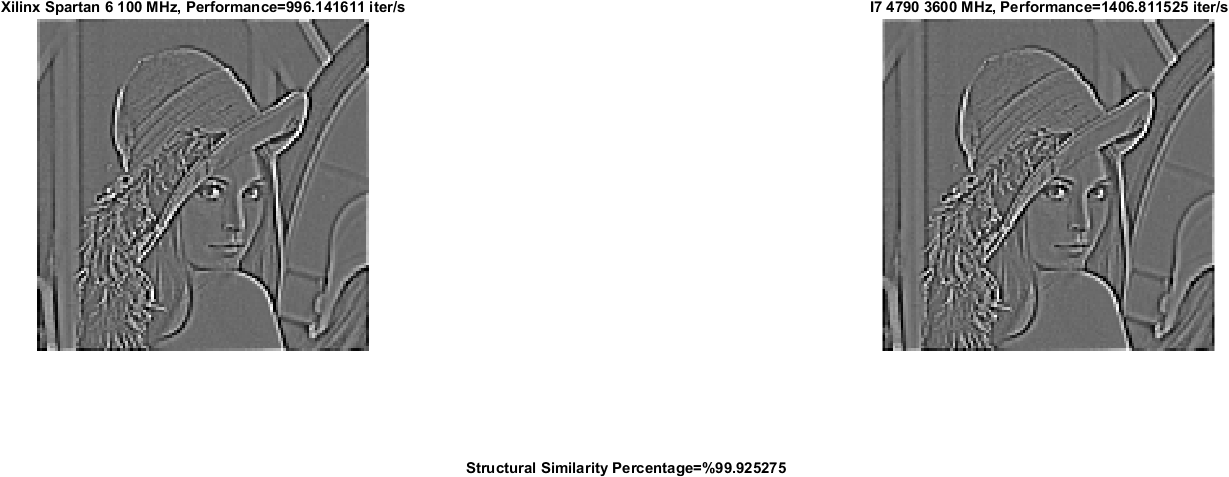 Xilinx Spartan 6 100 MHz, Performance=996.141611 iter/s
I7 4790 3600 MHz, Performance=1406.811525 iter/s
Structural Similarity Percentage=%99.925275